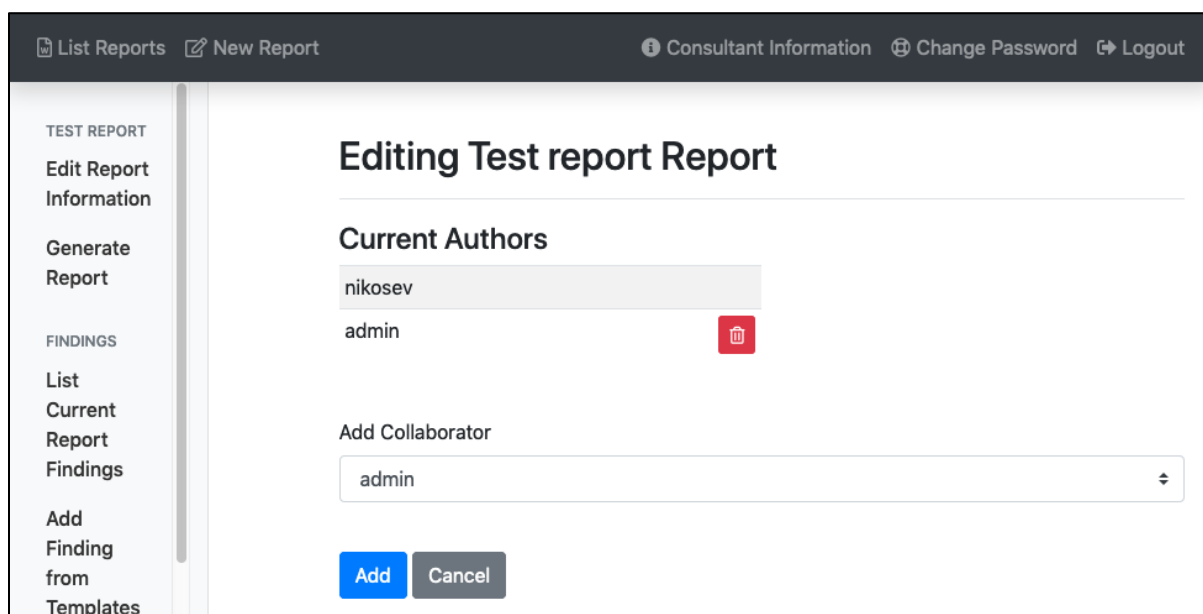 List Reports New Report Consultant Information Change Password Logout
TEST REPORT
Edit Report
Information
Generate
Report
FINDINGS
List
Current
Report
Findings
Add
Finding
from
Templates
Editing Test report Report
Current Authors
nikosev
admin
Add Collaborator
admin
Add Cancel